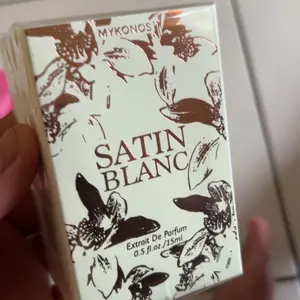 MYKONOS
SATIN
BLANC
Extrait De Parfum
0.5 fl.oz./15ml